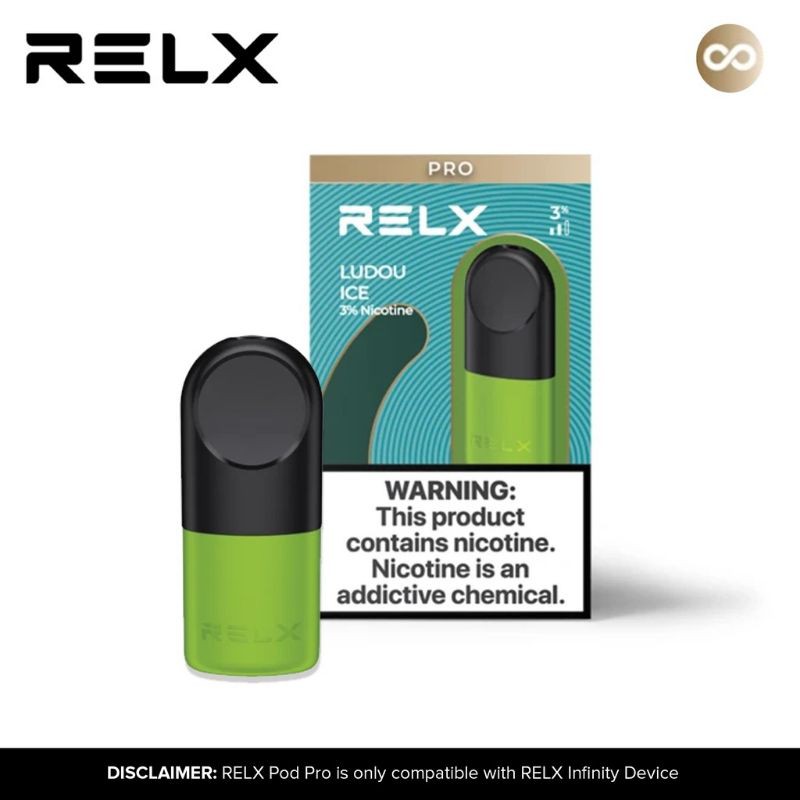 RELX
PRO
RELX
3%
LUDOU
ICE
3% Nicotine
RELX
WARNING:
This product
contains nicotine.
Nicotine is an
addictive chemical.
RELX
DISCLAIMER: RELX Pod Pro is only compatible with RELX Infinity Device